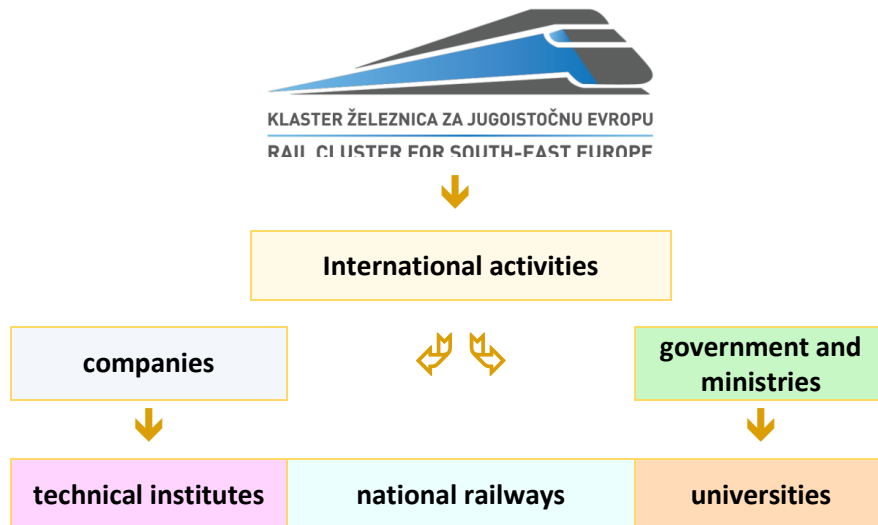 KLASTER ŽELEZNICA ZA JUGOISTOČNU EVROPU
RAIL CLUSTER FOR SOUTH-EAST EUROPE
International activities
companies
government and
ministries
technical institutes
national railways
universities